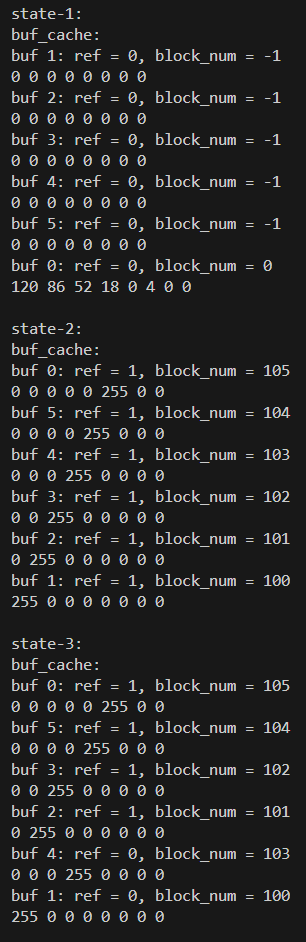 state-1:
buf_cache:
buf 1: ref = 0, block_num = -1
0 0 0 0 0 0 0 0
buf 2: ref = 0, block_num = -1
0 0 0 0 0 0 0 0
buf 3: ref = 0, block_num = -1
0 0 0 0 0 0 0 0
buf 4: ref = 0, block_num = -1
0 0 0 0 0 0 0 0
buf 5: ref = 0, block_num = -1
0 0 0 0 0 0 0 0
buf 0: ref = 0, block_num = 0
120 86 52 18 0 4 0 0

state-2:
buf_cache:
buf 0: ref = 1, block_num = 105
0 0 0 0 0 255 0 0
buf 5: ref = 1, block_num = 104
0 0 0 0 255 0 0 0
buf 4: ref = 1, block_num = 103
0 0 0 255 0 0 0 0
buf 3: ref = 1, block_num = 102
0 0 255 0 0 0 0 0
buf 2: ref = 1, block_num = 101
0 255 0 0 0 0 0 0
buf 1: ref = 1, block_num = 100
255 0 0 0 0 0 0 0

state-3:
buf_cache:
buf 0: ref = 1, block_num = 105
0 0 0 0 0 255 0 0
buf 5: ref = 1, block_num = 104
0 0 0 0 255 0 0 0
buf 3: ref = 1, block_num = 102
0 0 255 0 0 0 0 0
buf 2: ref = 1, block_num = 101
0 255 0 0 0 0 0 0
buf 4: ref = 0, block_num = 103
0 0 0 255 0 0 0 0
buf 1: ref = 0, block_num = 100
255 0 0 0 0 0 0 0